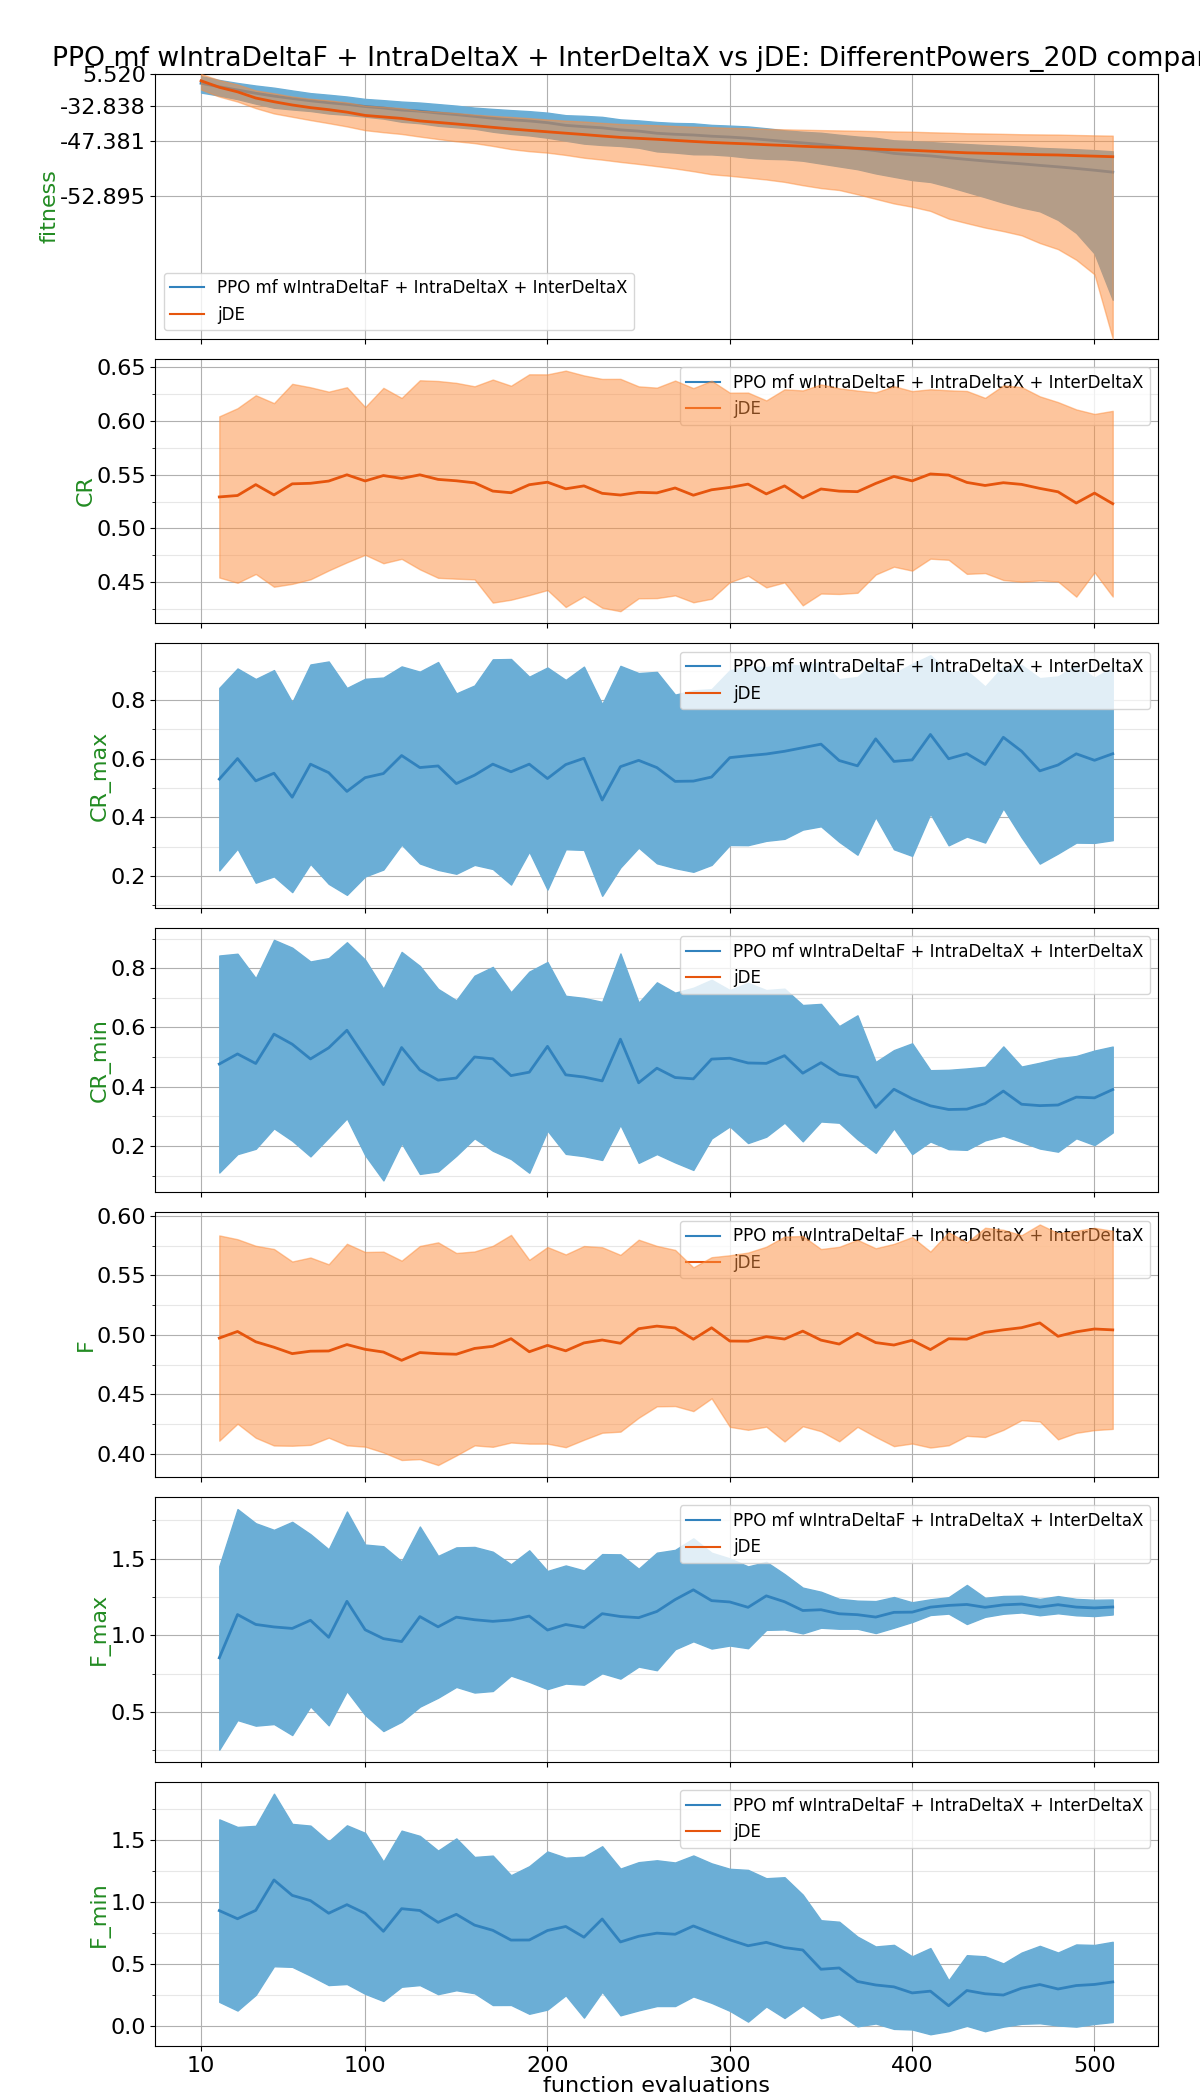 PPO mf wIntraDeltaF + IntraDeltaX + InterDeltaX vs jDE: DifferentPowers_20D compar
5.520
-32.838
-47.381
-52.895
fitness
PPO mf wIntraDeltaF + IntraDeltaX + InterDeltaX
jDE
0.65
0.60
0.55
0.50
0.45
CR
PPO mf wIntraDeltaF + IntraDeltaX + InterDeltaX
jDE
0.8
0.6
0.4
0.2
CR_max
PPO mf wIntraDeltaF + IntraDeltaX + InterDeltaX
jDE
0.8
0.6
0.4
0.2
CR_min
PPO mf wIntraDeltaF + IntraDeltaX + InterDeltaX
jDE
0.60
0.55
0.50
0.45
0.40
F
PPO mf wIntraDeltaF + IntraDeltaX + InterDeltaX
jDE
1.5
1.0
0.5
F_max
PPO mf wIntraDeltaF + IntraDeltaX + InterDeltaX
jDE
1.5
1.0
0.5
0.0
F_min
PPO mf wIntraDeltaF + IntraDeltaX + InterDeltaX
jDE
10 100 200 300 400 500
function evaluations